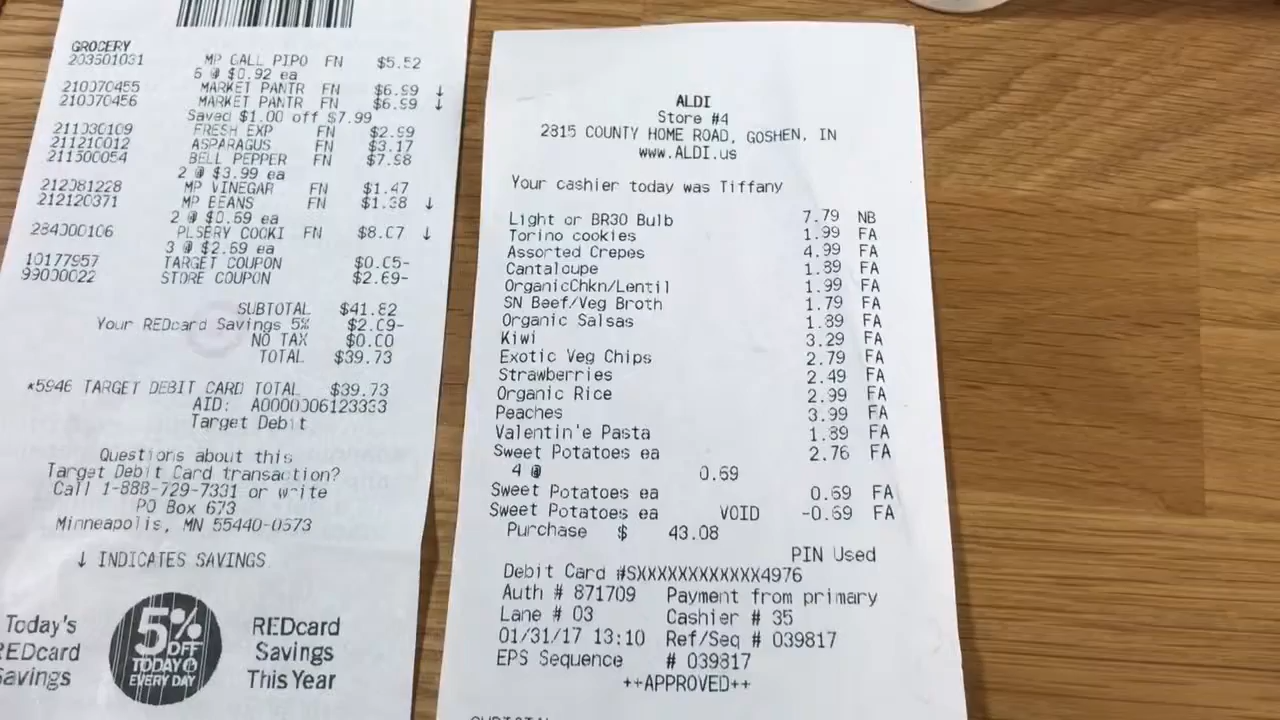 GROCERY
203501031 MP GALL PIPO FN $5.52
6 @ $0.92 ea
210070455 MARKET PANTR FN $6.99 ↓
210070456 MARKET PANTR FN $6.99 ↓
Saved $1.00 off $7.99
211030109 FRESH EXP FN $2.99
211210012 ASPARAGUS FN $3.17
211500054 BELL PEPPER FN $7.98
2 @ $3.99 ea
212081228 MP VINEGAR FN $1.47
212120371 MP BEANS FN $1.38 ↓
2 @ $0.69 ea
284000106 PLSBRY COOKI FN $8.07 ↓
3 @ $2.69 ea
10177957 TARGET COUPON $0.05-
99000022 STORE COUPON $2.69-
SUBTOTAL $41.82
Your REDcard Savings 5% $2.09-
NO TAX $0.00
TOTAL $39.73
*5946 TARGET DEBIT CARD TOTAL $39.73
AID: A0000006123333
Target Debit
Questions about this
Target Debit Card transaction?
Call 1-888-729-7331 or write
PO Box 673
Minneapolis, MN 55440-0673
↓ INDICATES SAVINGS
Today's
REDcard
Savings
5%
OFF
TODAY &
EVERY DAY
REDcard
Savings
This Year
ALDI
Store #4
2815 COUNTY HOME ROAD, GOSHEN, IN
www.ALDI.us
Your cashier today was Tiffany
Light or BR30 Bulb 7.79 NB
Torino cookies 1.99 FA
Assorted Crepes 4.99 FA
Cantaloupe 1.89 FA
OrganicChkn/Lentil 1.99 FA
SN Beef/Veg Broth 1.79 FA
Organic Salsas 1.89 FA
Kiwi 3.29 FA
Exotic Veg Chips 2.79 FA
Strawberries 2.49 FA
Organic Rice 2.99 FA
Peaches 3.99 FA
Valentin'e Pasta 1.89 FA
Sweet Potatoes ea 2.76 FA
4 @ 0.69
Sweet Potatoes ea 0.69 FA
Sweet Potatoes ea VOID -0.69 FA
Purchase $ 43.08
PIN Used
Debit Card #SXXXXXXXXXXXX4976
Auth # 871709 Payment from primary
Lane # 03 Cashier # 35
01/31/17 13:10 Ref/Seq # 039817
EPS Sequence # 039817
++APPROVED++